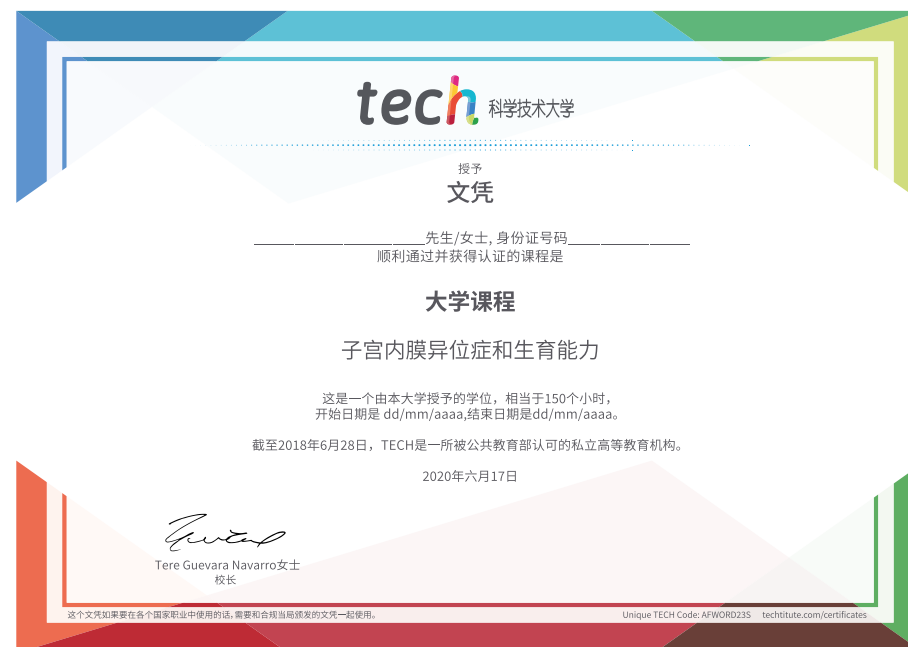 tech 科学技术大学
授予
文凭
先生/女士, 身份证号码
顺利通过并获得认证的课程是
大学课程
子宫内膜异位症和生育能力
这是一个由本大学授予的学位，相当于150个小时，
开始日期是 dd/mm/aaaa,结束日期是dd/mm/aaaa。
截至2018年6月28日，TECH是一所被公共教育部认可的私立高等教育机构。
2020年六月17日
Tere Guevara Navarro女士
校长
这个文凭如果要在各个国家职业中使用的话,需要和合规当局颁发的文凭一起使用。
Unique TECH Code: AFWORD23S techtitute.com/certificates